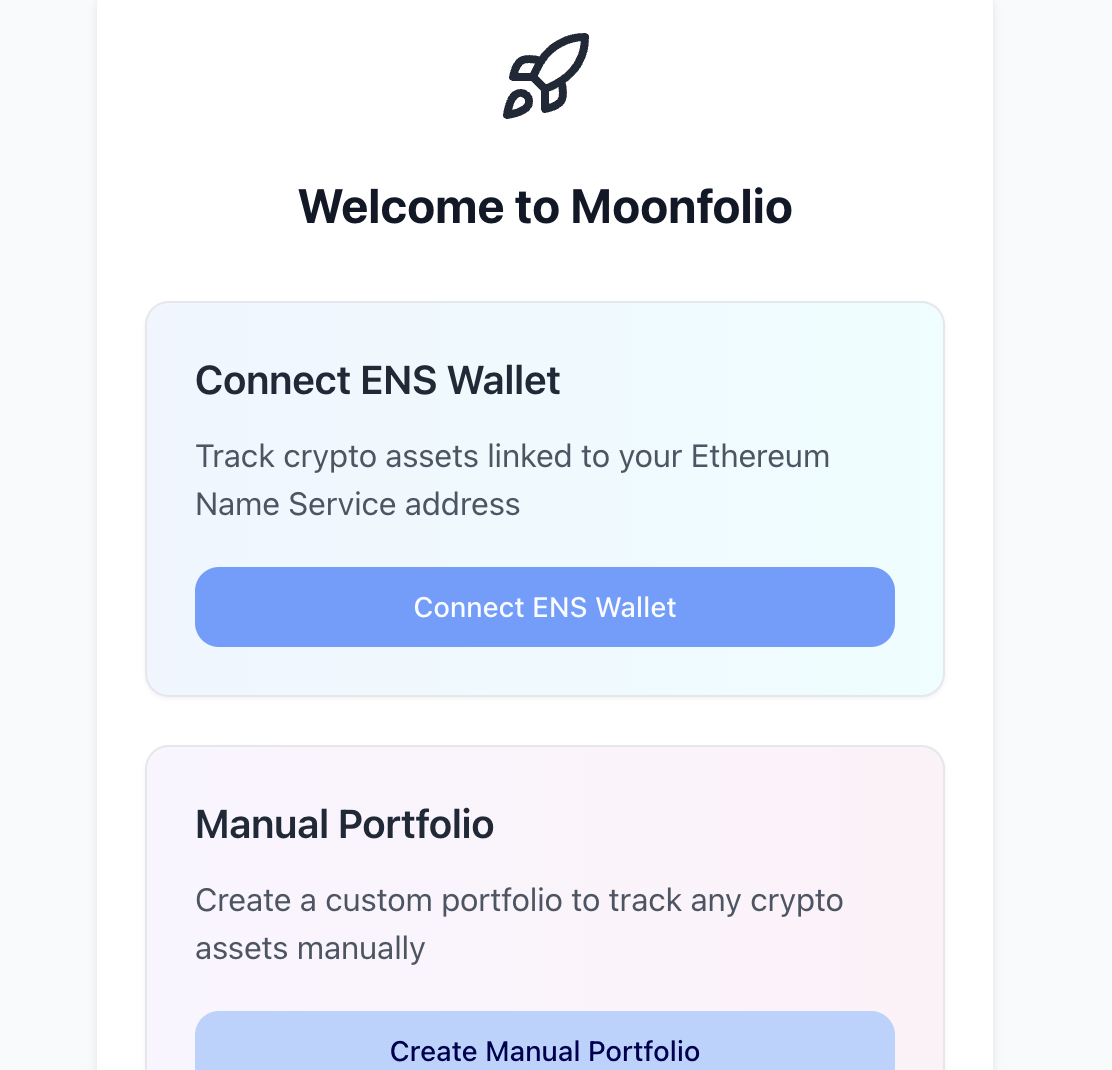 Welcome to Moonfolio
Connect ENS Wallet
Track crypto assets linked to your Ethereum
Name Service address
Connect ENS Wallet
Manual Portfolio
Create a custom portfolio to track any crypto
assets manually
Create Manual Portfolio